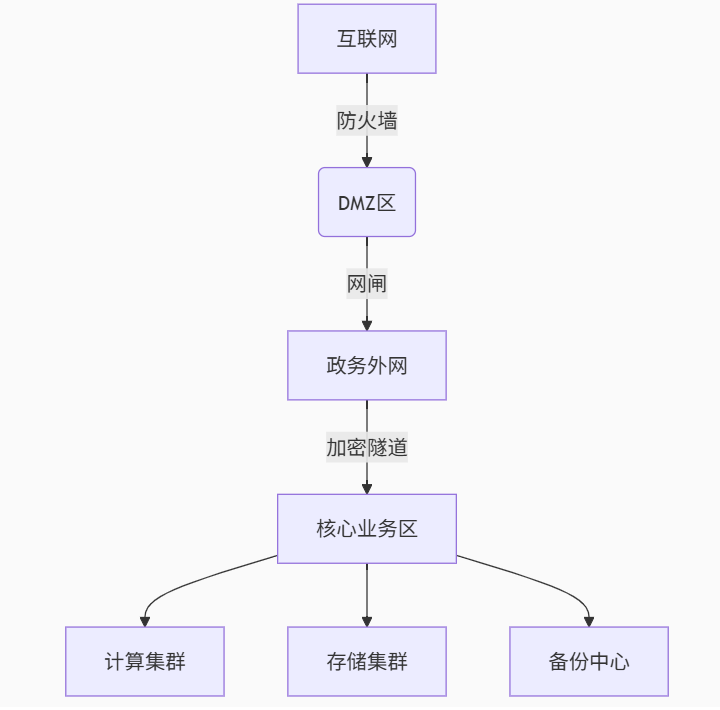 互联网
防火墙
DMZ区
网闸
政务外网
加密隧道
核心业务区
计算集群
存储集群
备份中心